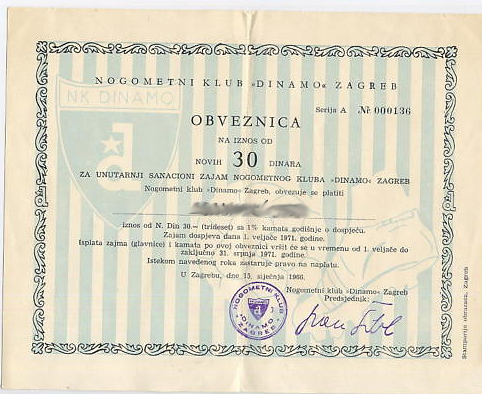 NOGOMETNI KLUB »DINAMO« ZAGREB
NK DINAMO
Serija A № 000136
OBVEZNICA
NA IZNOS OD
NOVIH 30 DINARA
ZA UNUTARNJI SANACIONI ZAJAM NOGOMETNOG KLUBA »DINAMO« ZAGREB
Nogometni klub »Dinamo« Zagreb, obvezuje se platiti
iznos od N. Din 30.— (trideset) sa 1% kamata godišnje o dospjeću.
Zajam dospjeva dana 1. veljače 1971. godine.
Isplata zajma (glavnice) i kamata po ovoj obveznici vršit će se u vremenu od 1. veljače do
zaključno 31. srpnja 1971. godine.
Istekom navedenog roka zastaruje pravo na naplatu.
U Zagrebu, dne 15. siječnja 1966.
Nogometni klub »Dinamo« Zagreb
Predsjednik:
NOGOMETNI KLUB
»DINAMO«
ZAGREB
Štamparija obrazaca, Zagreb